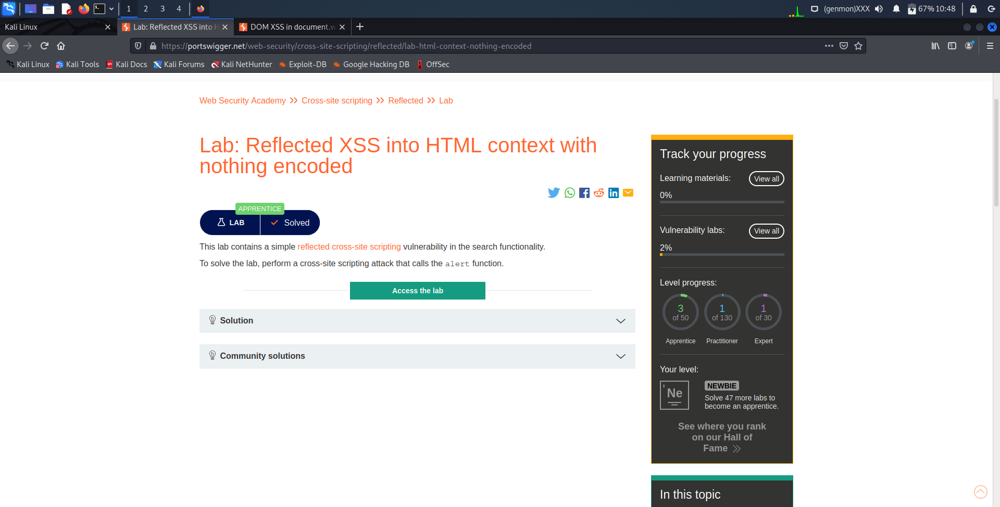 1 2 3 4 (genmon)XXX 67% 10:48
Kali Linux Lab: Reflected XSS into H DOM XSS in document.w
https://portswigger.net/web-security/cross-site-scripting/reflected/lab-html-context-nothing-encoded
Kali Linux Kali Tools Kali Docs Kali Forums Kali NetHunter Exploit-DB Google Hacking DB OffSec
Web Security Academy Cross-site scripting Reflected Lab
Lab: Reflected XSS into HTML context with
nothing encoded
APPRENTICE
LAB Solved
This lab contains a simple reflected cross-site scripting vulnerability in the search functionality.
To solve the lab, perform a cross-site scripting attack that calls the alert function.
Access the lab
Solution
Community solutions
Track your progress
Learning materials: View all
0%
Vulnerability labs: View all
2%
Level progress:
3 1 1
of 50 of 130 of 30
Apprentice Practitioner Expert
Your level:
Ne
NEWBIE
Solve 47 more labs to
become an apprentice.
See where you rank
on our Hall of
Fame
In this topic